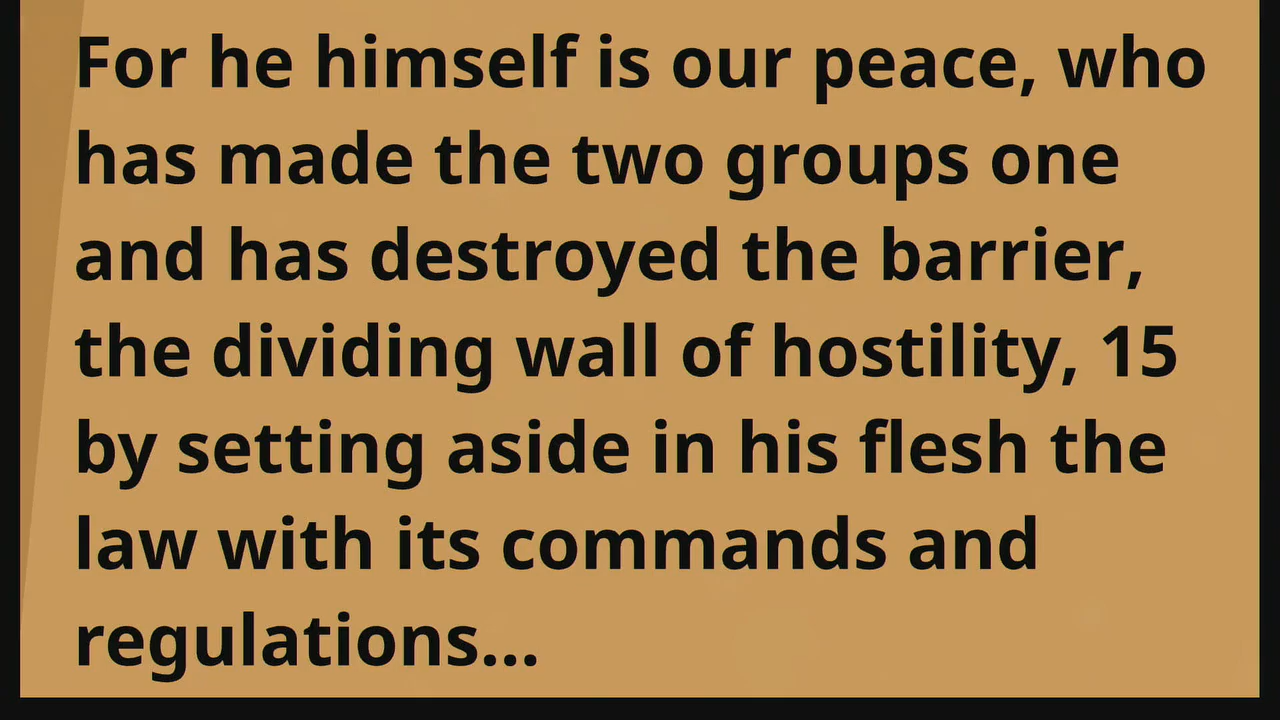 For he himself is our peace, who
has made the two groups one
and has destroyed the barrier,
the dividing wall of hostility, 15
by setting aside in his flesh the
law with its commands and
regulations...